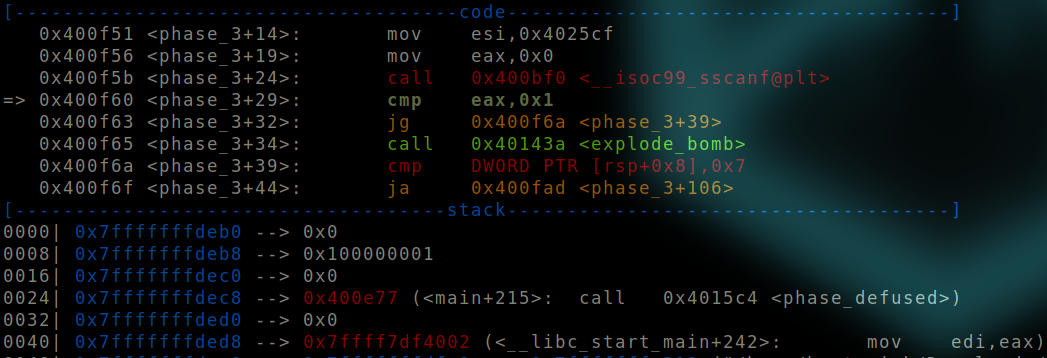 [-------------------------------------code-------------------------------------]
0x400f51 <phase_3+14>: mov esi,0x4025cf
0x400f56 <phase_3+19>: mov eax,0x0
0x400f5b <phase_3+24>: call 0x400bf0 <__isoc99_sscanf@plt>
=> 0x400f60 <phase_3+29>: cmp eax,0x1
0x400f63 <phase_3+32>: jg 0x400f6a <phase_3+39>
0x400f65 <phase_3+34>: call 0x40143a <explode_bomb>
0x400f6a <phase_3+39>: cmp DWORD PTR [rsp+0x8],0x7
0x400f6f <phase_3+44>: ja 0x400fad <phase_3+106>
[------------------------------------stack-------------------------------------]
0000| 0x7fffffffdeb0 --> 0x0
0008| 0x7fffffffdeb8 --> 0x100000001
0016| 0x7fffffffdec0 --> 0x0
0024| 0x7fffffffdec8 --> 0x400e77 (<main+215>: call 0x4015c4 <phase_defused>)
0032| 0x7fffffffded0 --> 0x0
0040| 0x7fffffffded8 --> 0x7ffff7df4002 (<__libc_start_main+242>: mov edi,eax)